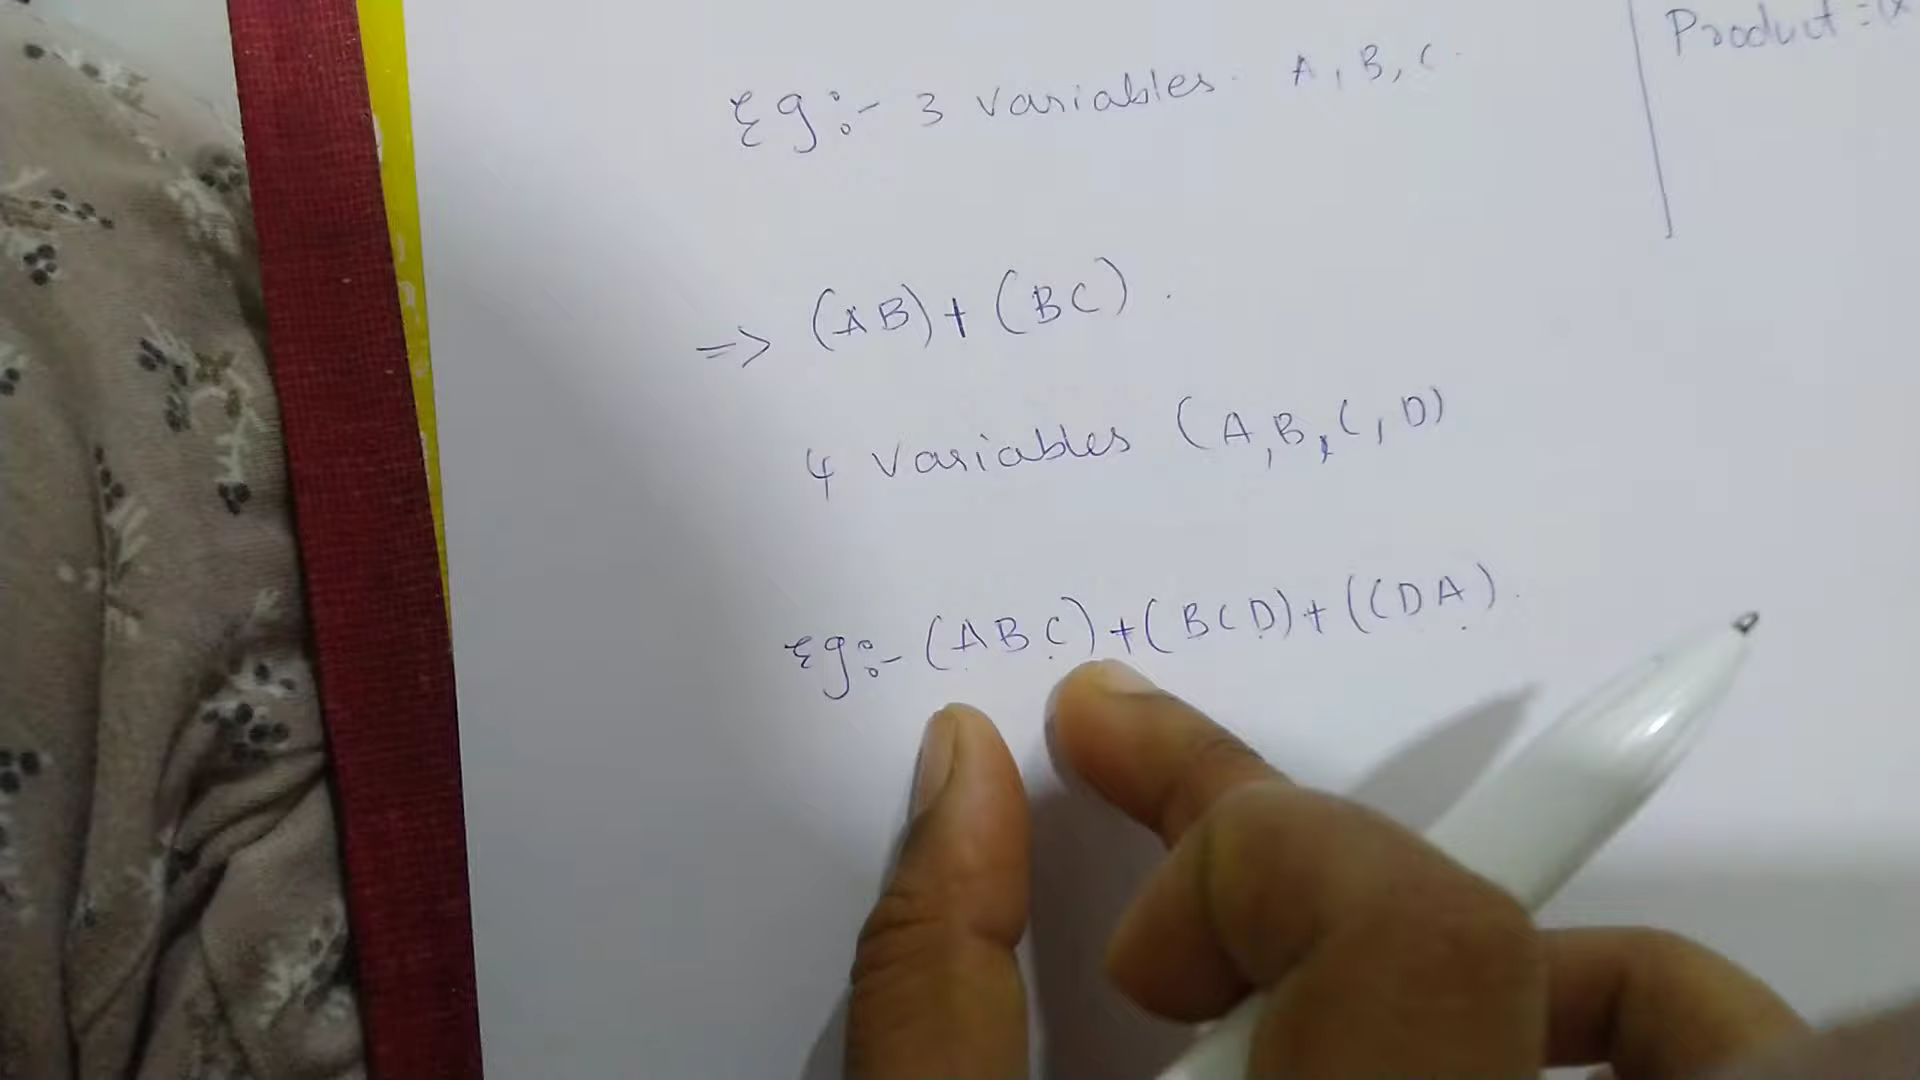 Eg:- 3 variables. A, B, C.
Product =(x
=> (AB)+(BC).
4 variables (A,B,C,D)
Eg:- (ABC)+(BCD)+(CDA).